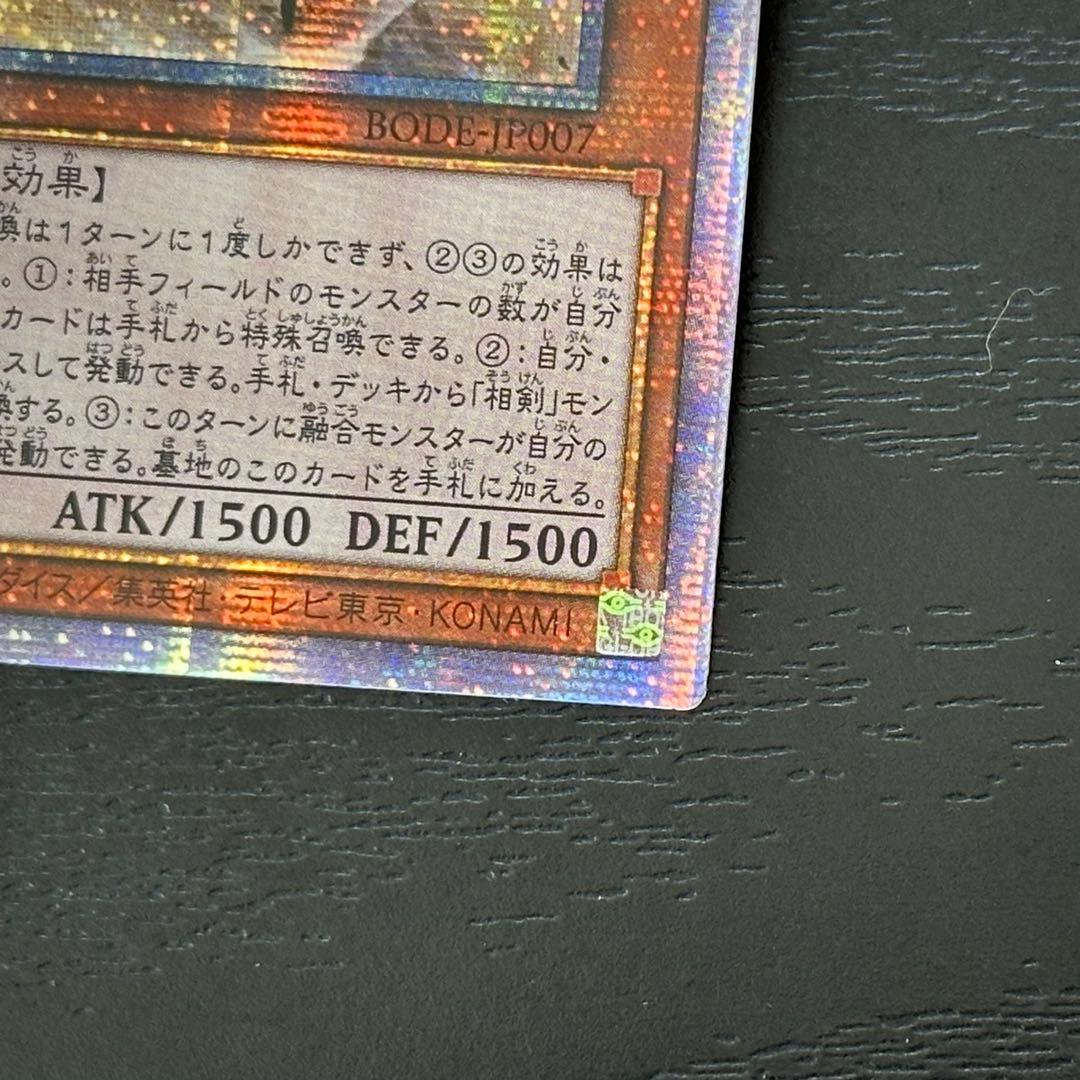 BODE-JP007
効果】
喚は1ターンに1度しかできず、②③の効果は
。①：相手フィールドのモンスターの数が自分
カードは手札から特殊召喚できる。②：自分・
スして発動できる。手札・デッキから「相剣」モン
喚する。③：このターンに融合モンスターが自分の
発動できる。墓地のこのカードを手札に加える。
ATK/1500 DEF/1500
ダイス／集英社・テレビ東京・KONAMI